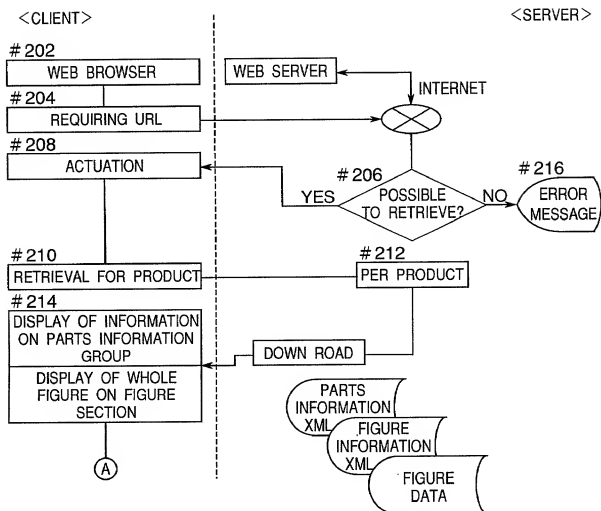 <CLIENT>
<SERVER>
#202
WEB BROWSER
WEB SERVER
INTERNET
#204
REQUIRING URL
#208
ACTUATION
#206
POSSIBLE
TO RETRIEVE?
YES
NO
#216
ERROR
MESSAGE
#210
RETRIEVAL FOR PRODUCT
#212
PER PRODUCT
#214
DISPLAY OF INFORMATION
ON PARTS INFORMATION
GROUP
DOWN ROAD
DISPLAY OF WHOLE
FIGURE ON FIGURE
SECTION
PARTS
INFORMATION
XML
FIGURE
INFORMATION
XML
FIGURE
DATA
A